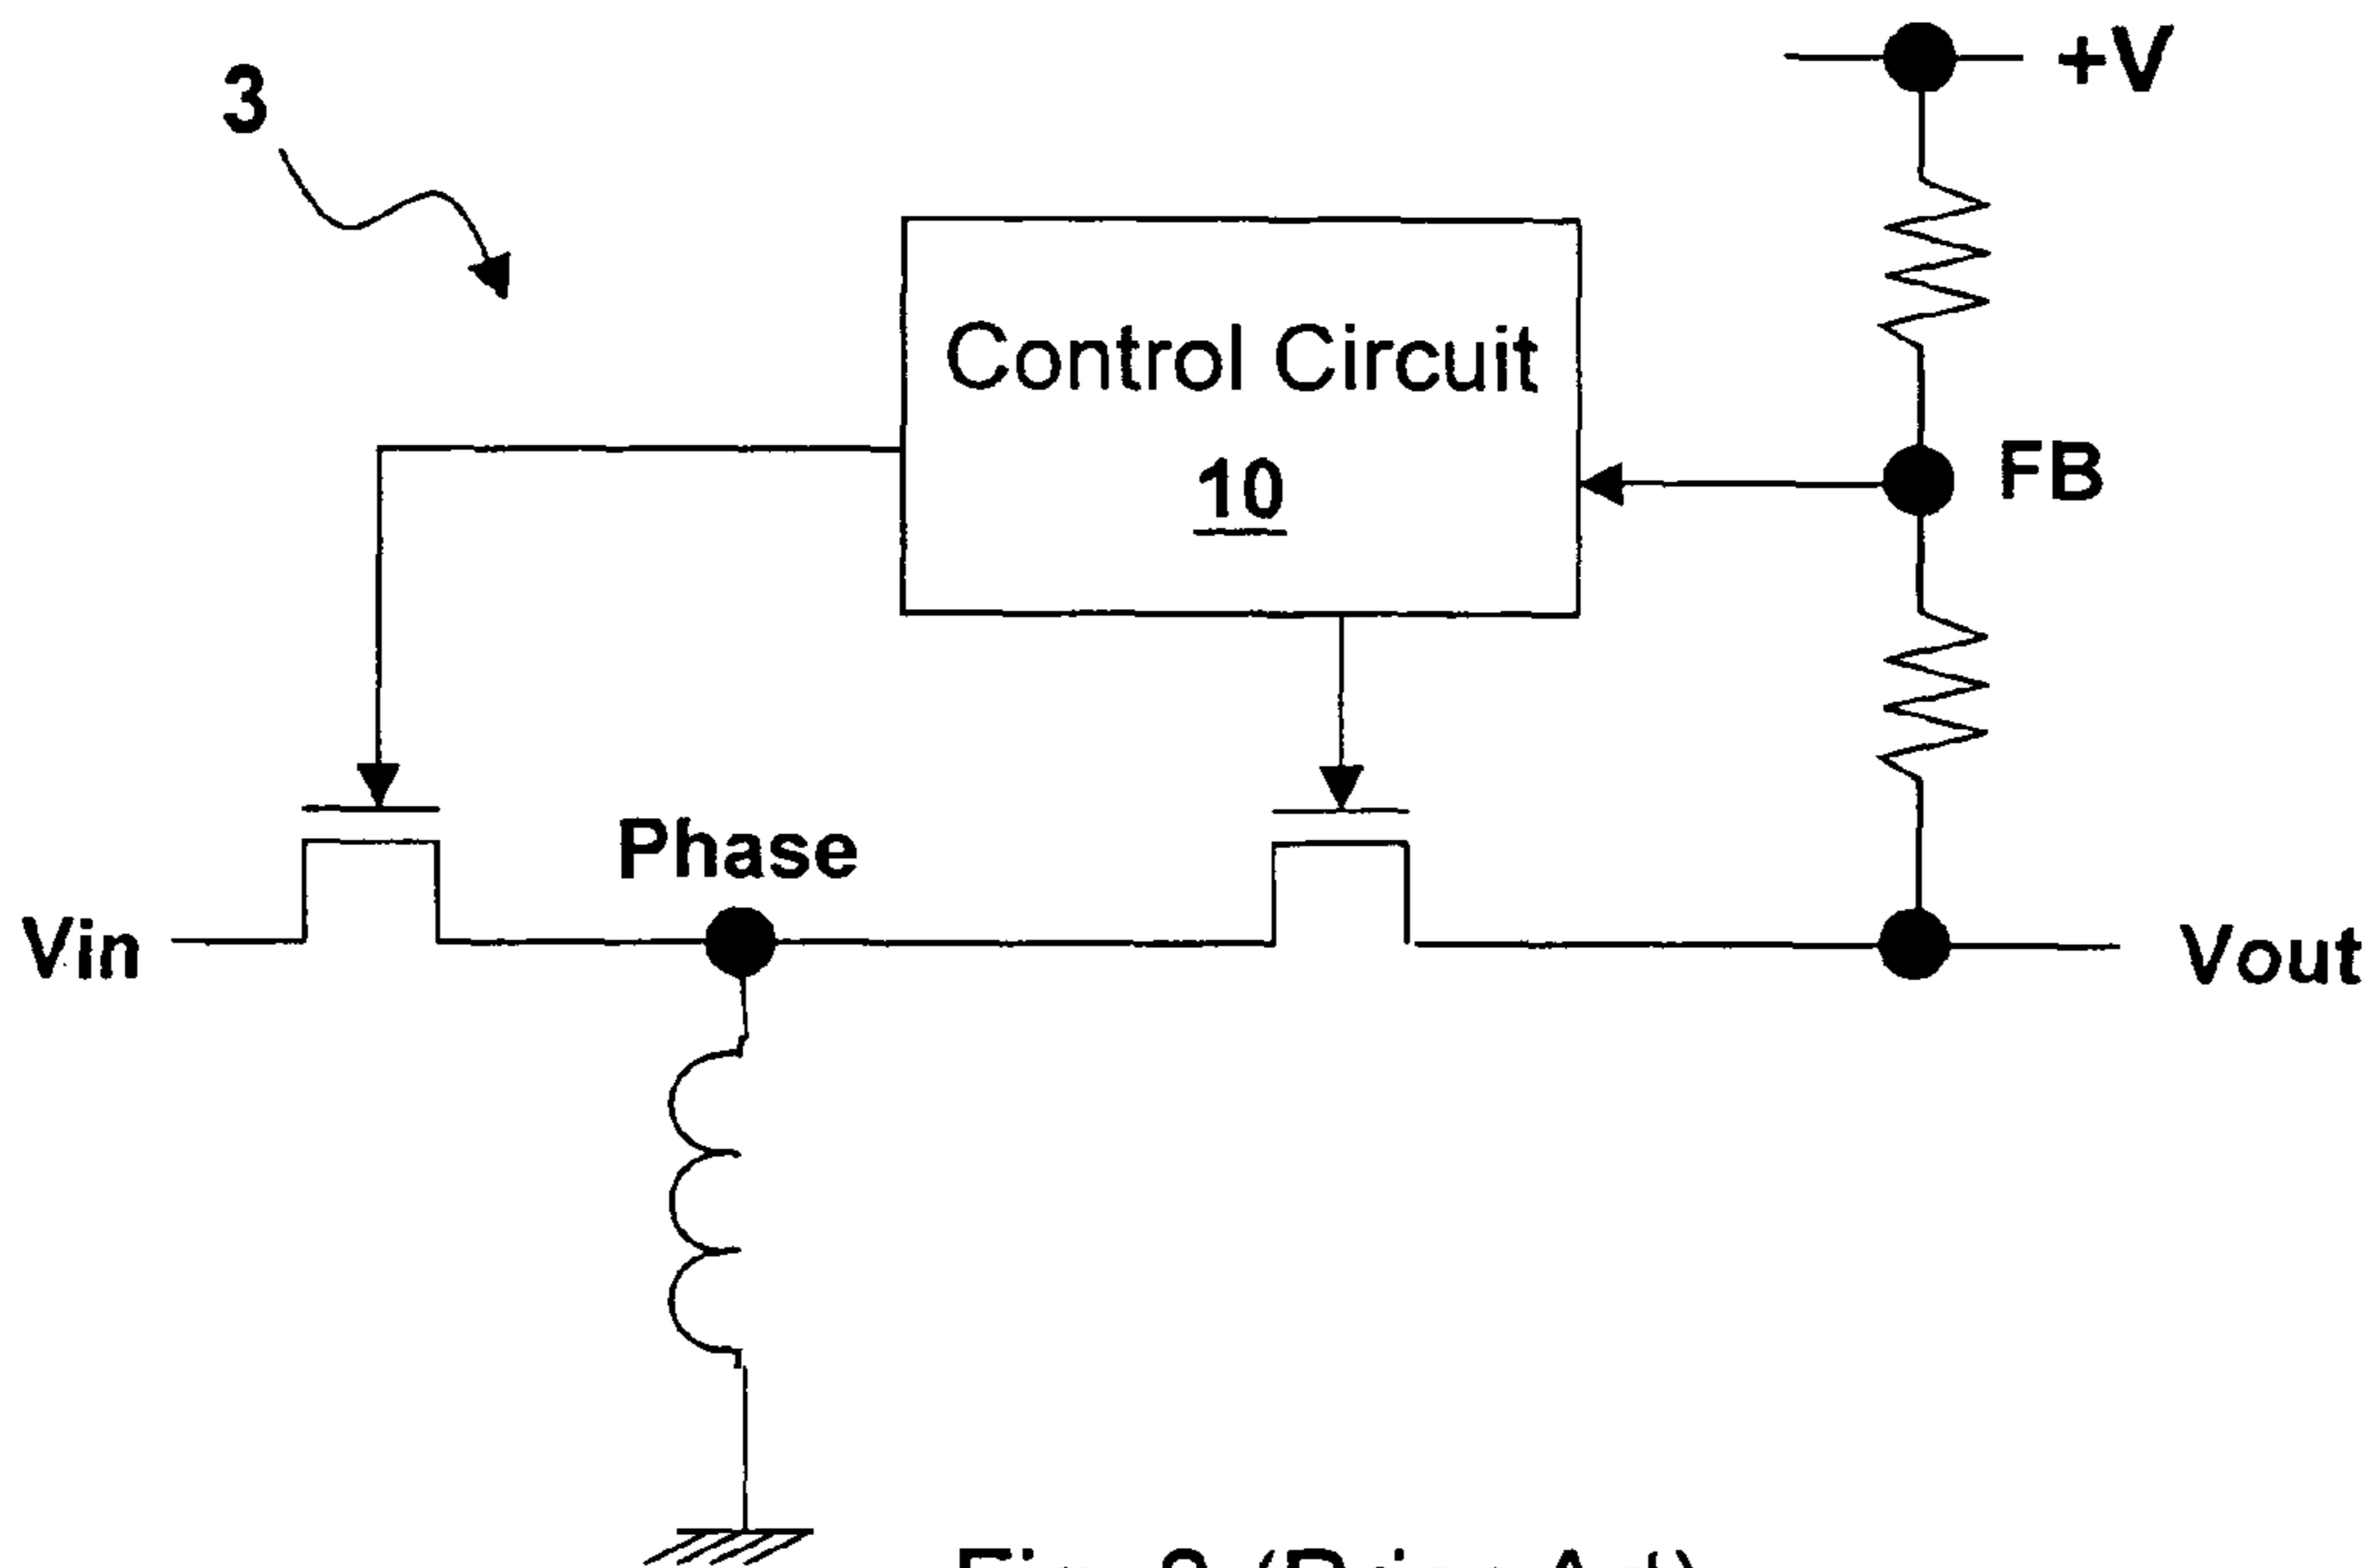 3
+V
Control Circuit
10
FB
Phase
Vin
Vout